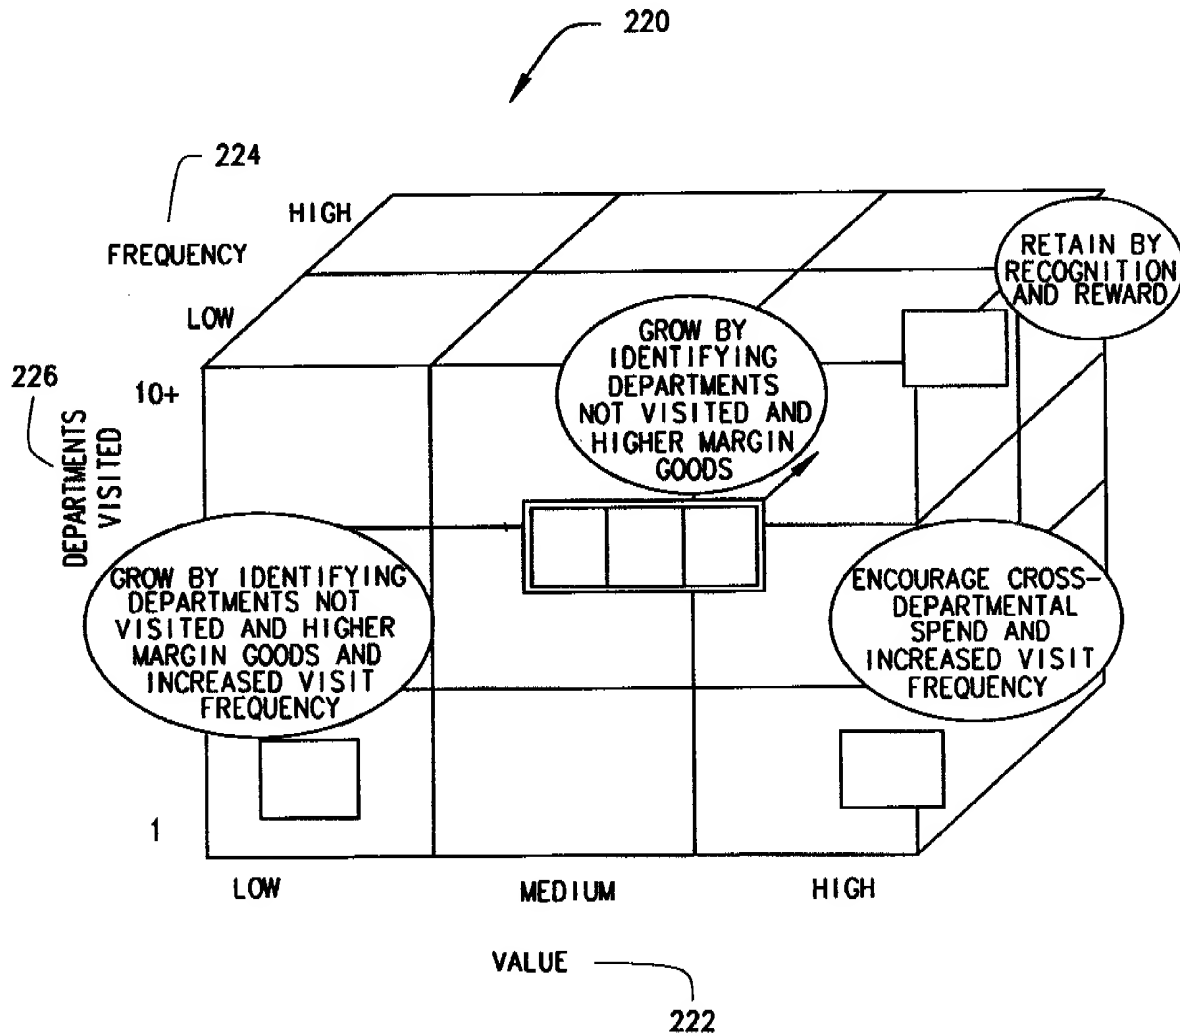 220
224
HIGH
FREQUENCY
LOW
RETAIN BY
RECOGNITION
AND REWARD
GROW BY
IDENTIFYING
DEPARTMENTS
NOT VISITED AND
HIGHER MARGIN
GOODS
226
10+
DEPARTMENTS
VISITED
GROW BY IDENTIFYING
DEPARTMENTS NOT
VISITED AND HIGHER
MARGIN GOODS AND
INCREASED VISIT
FREQUENCY
ENCOURAGE CROSS-
DEPARTMENTAL
SPEND AND
INCREASED VISIT
FREQUENCY
1
LOW
MEDIUM
HIGH
VALUE
222